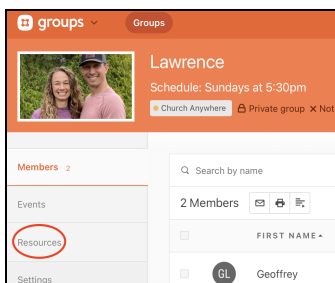 groups
Groups
Lawrence
Schedule: Sundays at 5:30pm
Church Anywhere Private group × Not
Members 2
Search by name
Events
2 Members
Resources
FIRST NAME
Settings
GL Geoffrey